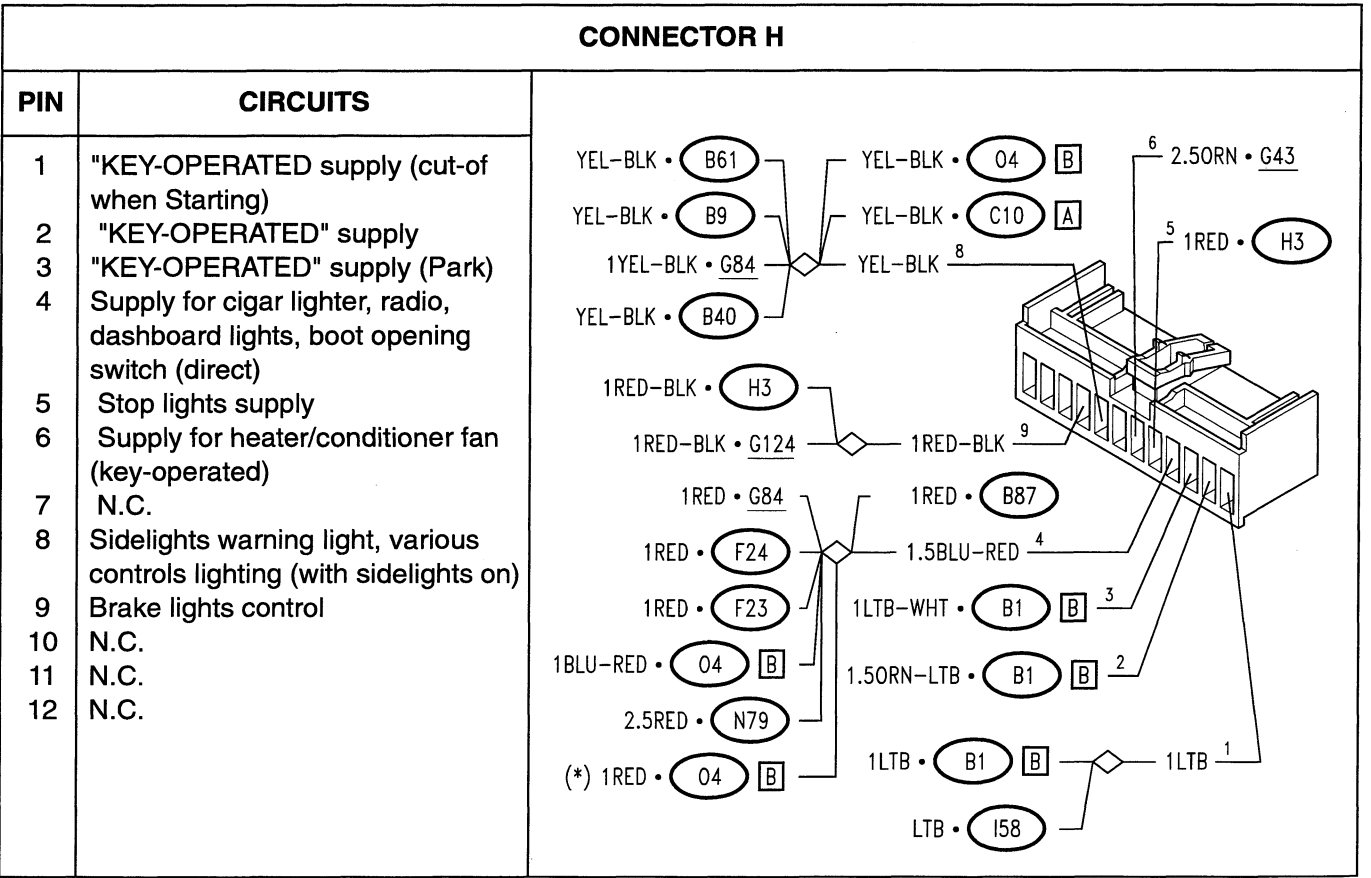 CONNECTOR H
PIN
CIRCUITS
1 "KEY-OPERATED supply (cut-of
when Starting)
2 "KEY-OPERATED" supply
3 "KEY-OPERATED" supply (Park)
4 Supply for cigar lighter, radio,
dashboard lights, boot opening
switch (direct)
5 Stop lights supply
6 Supply for heater/conditioner fan
(key-operated)
7 N.C.
8 Sidelights warning light, various
controls lighting (with sidelights on)
9 Brake lights control
10 N.C.
11 N.C.
12 N.C.
YEL-BLK • B61
YEL-BLK • O4 B
6 2.5ORN • G43
YEL-BLK • B9
YEL-BLK • C10 A
5 1RED • H3
1YEL-BLK • G84
YEL-BLK 8
YEL-BLK • B40
1RED-BLK • H3
1RED-BLK • G124
1RED-BLK 9
1RED • G84
1RED • B87
1RED • F24
1.5BLU-RED 4
1RED • F23
1LTB-WHT • B1 B 3
1BLU-RED • O4 B
1.5ORN-LTB • B1 B 2
2.5RED • N79
1LTB • B1 B
1LTB 1
(*) 1RED • O4 B
LTB • I58